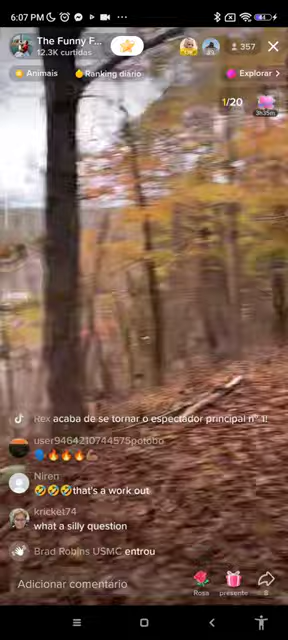 6:07 PM
The Funny F...
12.3K curtidas
357
Animais
Ranking diário
Explorar >
1/20
3h35m
Rex acaba de se tornar o espectador principal nº 1!
user9464210744575potobo
Niren
🤣🤣🤣that's a work out
kricket74
what a silly question
Brad Robins USMC entrou
Adicionar comentário
Rosa
presente
8